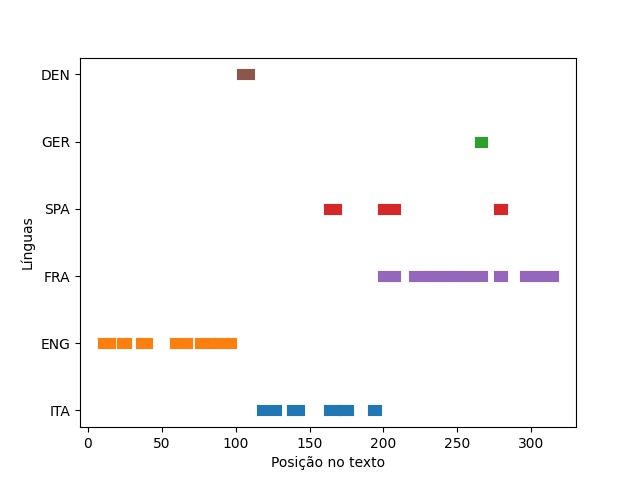 DEN
GER
SPA
FRA
ENG
ITA
Línguas
0 50 100 150 200 250 300
Posição no texto